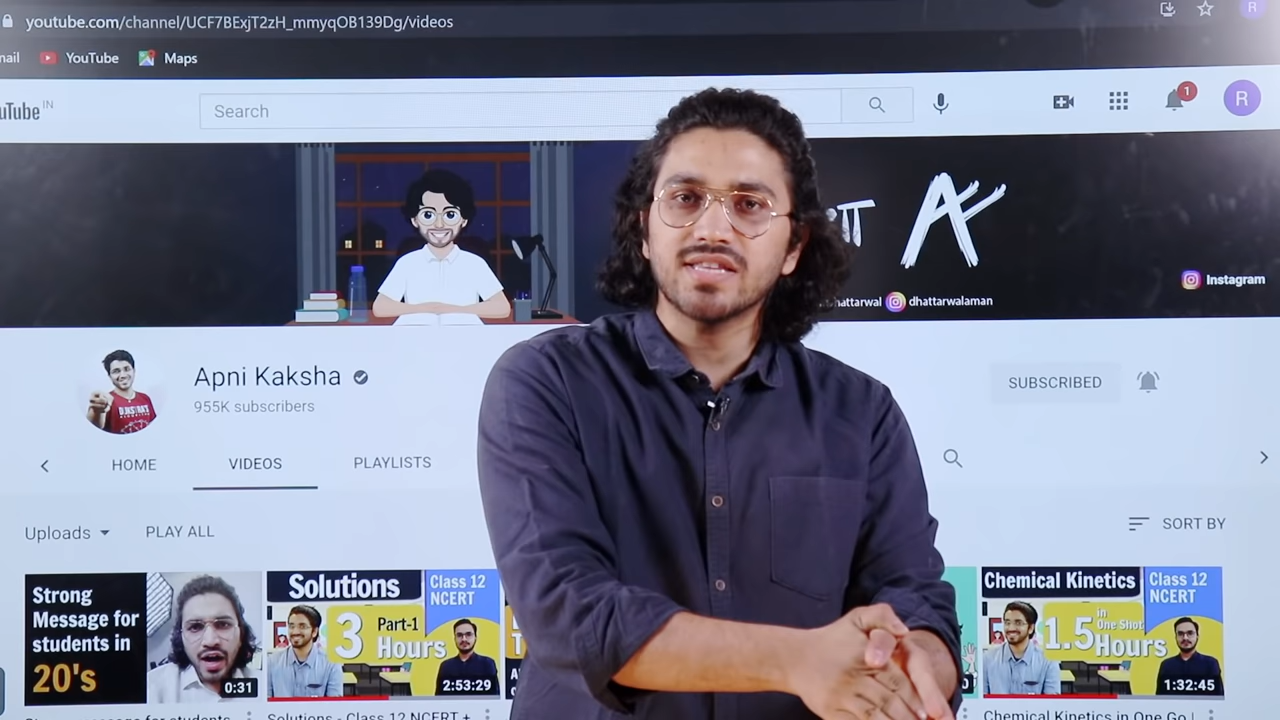 youtube.com/channel/UCF7BExjT2zH_mmyqOB139Dg/videos
R
YouTube
Maps
IN
Search
1
R
AK
Instagram
dhattarwalaman
Apni Kaksha
955K subscribers
SUBSCRIBED
HOME
VIDEOS
PLAYLISTS
Uploads
PLAY ALL
SORT BY
Strong
Message for
students in
20's
0:31
Solutions
Class 12
NCERT
3
Part-1
Hours
2:53:29
Chemical Kinetics
Class 12
NCERT
in
One Shot
1.5 Hours
1:32:45
Solutions - Class 12 NCERT +
Chemical Kinetics in One Go |